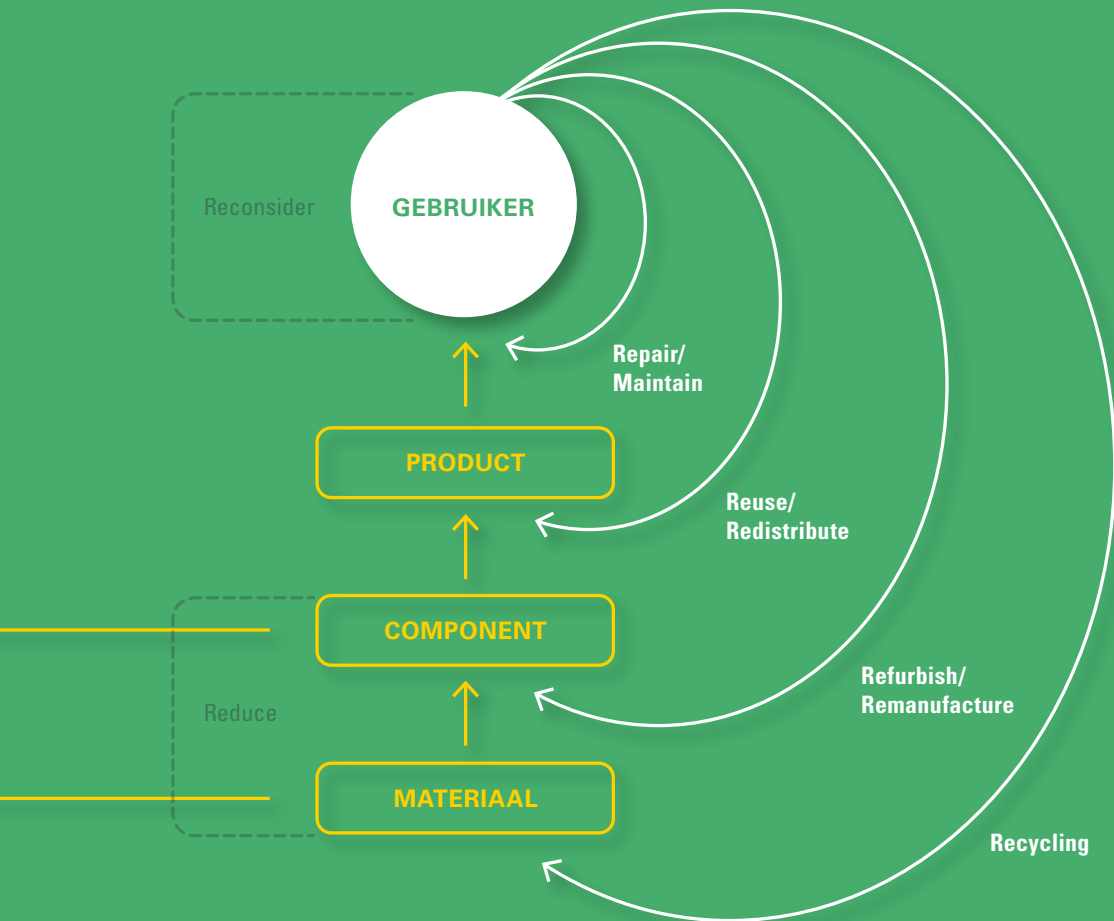 Reconsider
GEBRUIKER
Repair/
Maintain
PRODUCT
Reuse/
Redistribute
COMPONENT
Refurbish/
Remanufacture
Reduce
MATERIAAL
Recycling